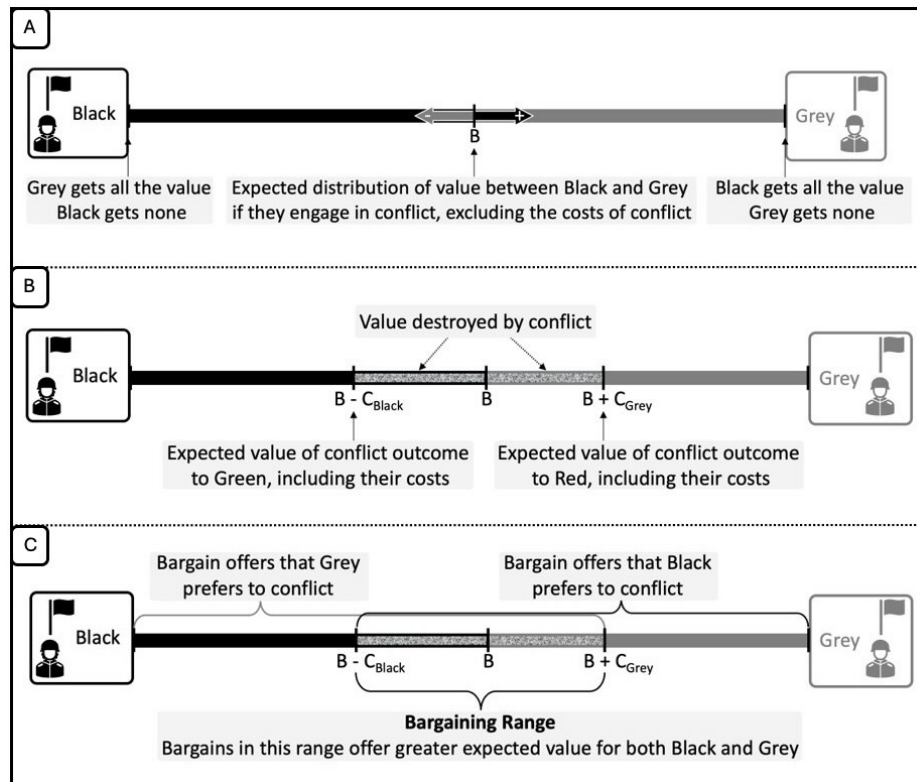 A
Black
Grey
-
+
B
Grey gets all the value
Black gets none
Expected distribution of value between Black and Grey
if they engage in conflict, excluding the costs of conflict
Black gets all the value
Grey gets none
B
Value destroyed by conflict
Black
Grey
B - CBlack
B
B + CGrey
Expected value of conflict outcome
to Green, including their costs
Expected value of conflict outcome
to Red, including their costs
C
Bargain offers that Grey
prefers to conflict
Bargain offers that Black
prefers to conflict
Black
Grey
B - CBlack
B
B + CGrey
Bargaining Range
Bargains in this range offer greater expected value for both Black and Grey